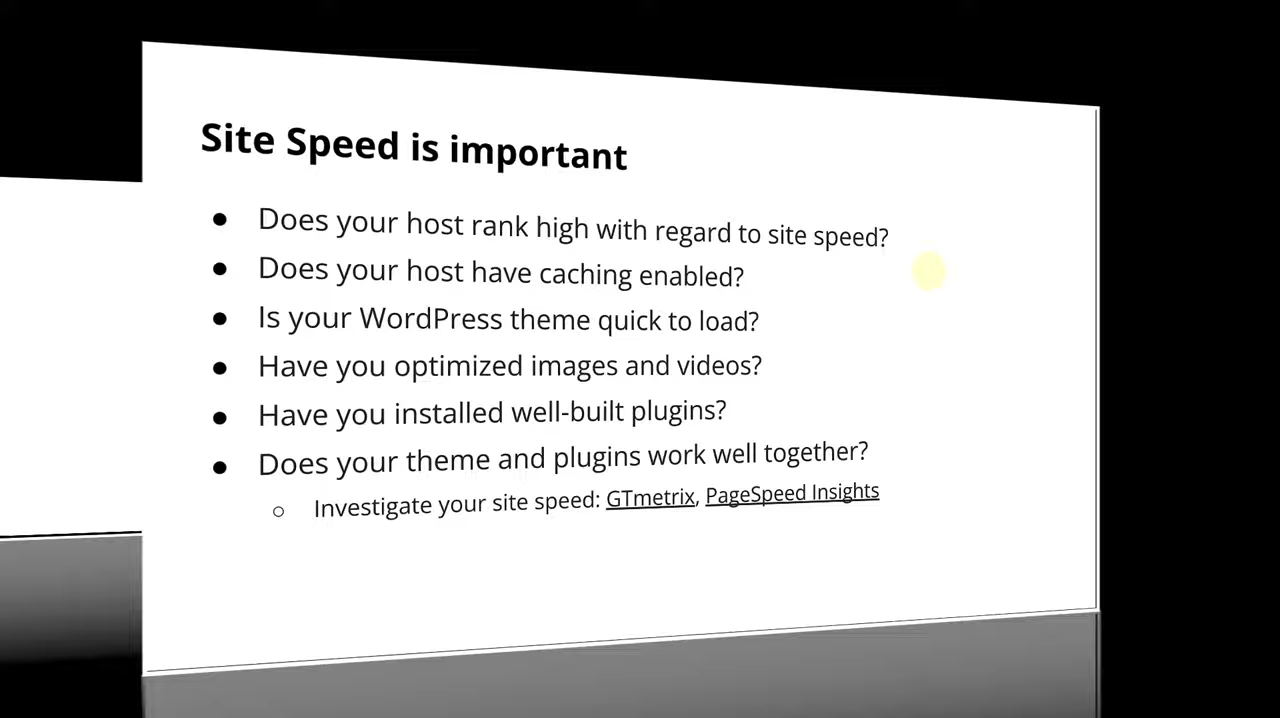 Site Speed is important
● Does your host rank high with regard to site speed?
● Does your host have caching enabled?
● Is your WordPress theme quick to load?
● Have you optimized images and videos?
● Have you installed well-built plugins?
● Does your theme and plugins work well together?
○ Investigate your site speed: GTmetrix, PageSpeed Insights